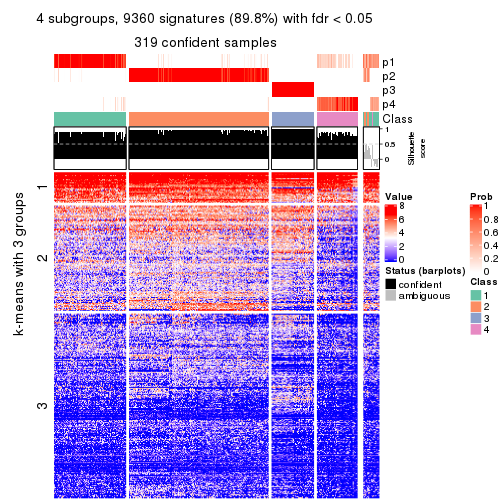 4 subgroups, 9360 signatures (89.8%) with fdr < 0.05
319 confident samples
p1
p2
p3
p4
Class
1
0.5
0
Silhouette
score
k-means with 3 groups
1
2
3
Value
8
6
4
2
0
Status (barplots)
confident
ambiguous
Prob
1
0.8
0.6
0.4
0.2
0
Class
1
2
3
4